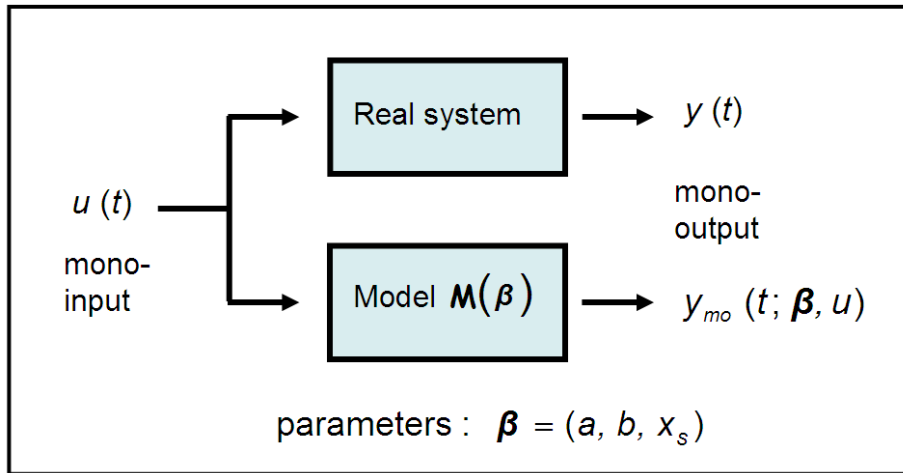 Real system
y (t)
u (t)
mono-
input
mono-
output
Model M(β)
y_mo (t; β, u)
parameters : β = (a, b, x_s)